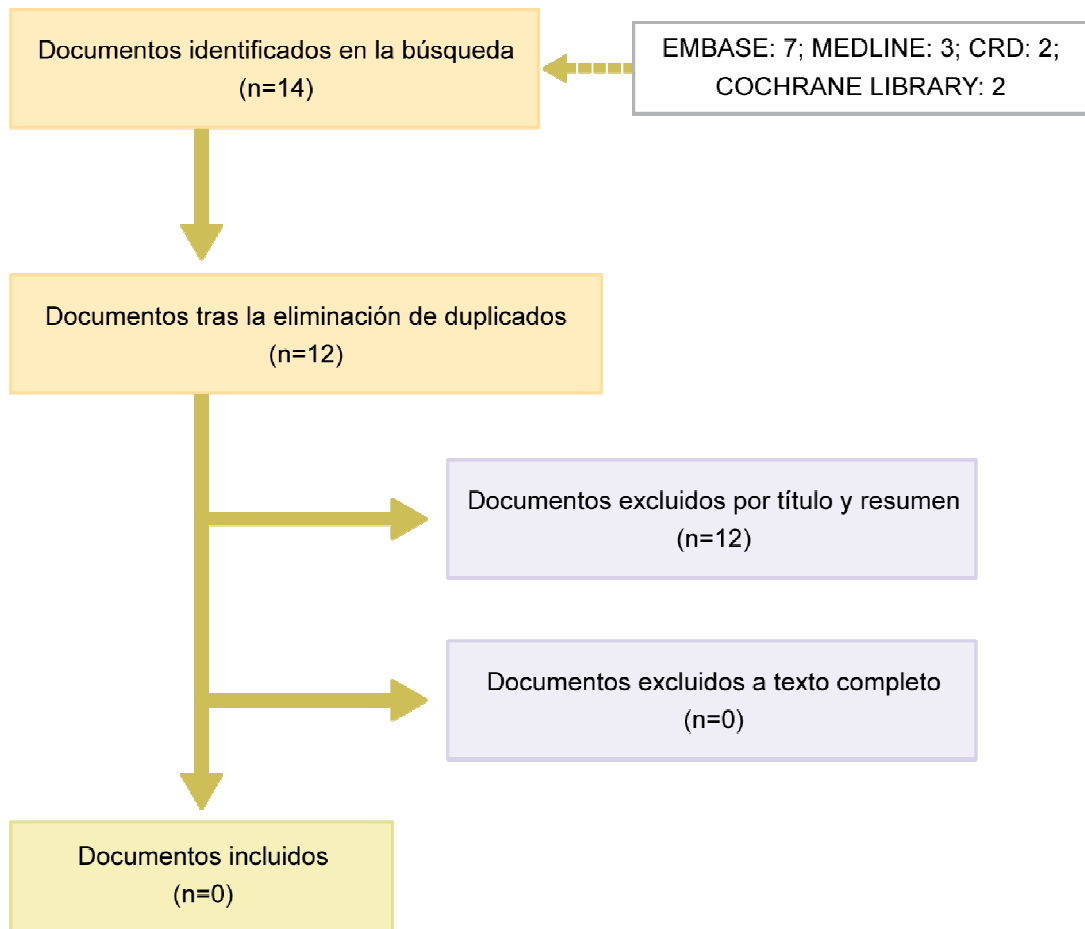 Documentos identificados en la búsqueda
(n=14)
EMBASE: 7; MEDLINE: 3; CRD: 2;
COCHRANE LIBRARY: 2
Documentos tras la eliminación de duplicados
(n=12)
Documentos excluidos por título y resumen
(n=12)
Documentos excluidos a texto completo
(n=0)
Documentos incluidos
(n=0)